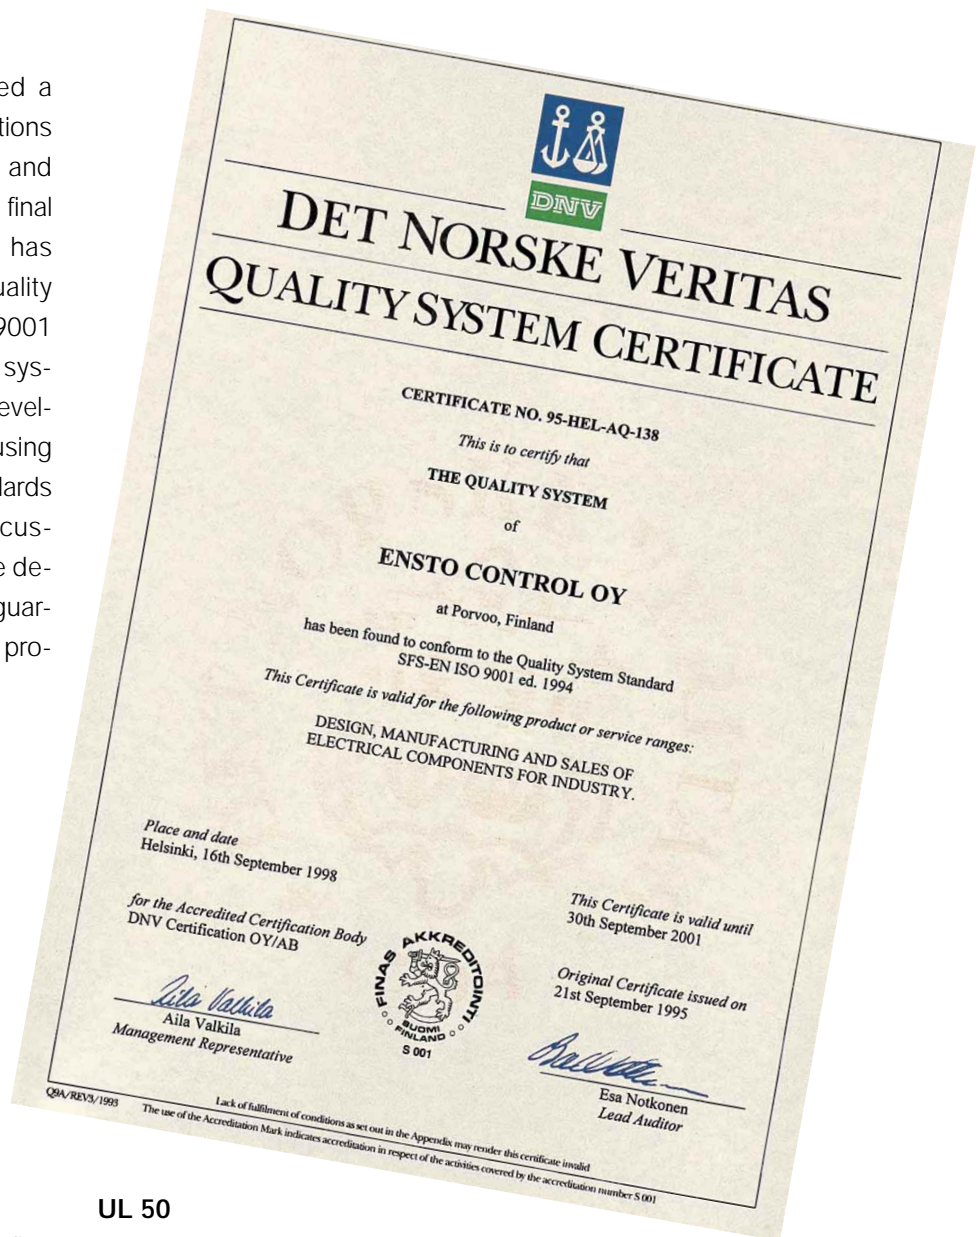 ed a
tions
and
final
has
uality
9001
sys-
evel-
using
dards
cus-
e de-
guar-
pro-
DNV
DET NORSKE VERITAS
QUALITY SYSTEM CERTIFICATE
CERTIFICATE NO. 95-HEL-AQ-138
This is to certify that
THE QUALITY SYSTEM
of
ENSTO CONTROL OY
at Porvoo, Finland
has been found to conform to the Quality System Standard
SFS-EN ISO 9001 ed. 1994
This Certificate is valid for the following product or service ranges:
DESIGN, MANUFACTURING AND SALES OF
ELECTRICAL COMPONENTS FOR INDUSTRY.
Place and date
Helsinki, 16th September 1998
for the Accredited Certification Body
DNV Certification OY/AB
Aila Valkila
Aila Valkila
Management Representative
FINAS AKKREDITOINTI
SUOMI
FINLAND
S 001
This Certificate is valid until
30th September 2001
Original Certificate issued on
21st September 1995
Esa Notkonen
Lead Auditor
Q9A/REV3/1993
Lack of fulfilment of conditions as set out in the Appendix may render this certificate invalid
The use of the Accreditation Mark indicates accreditation in respect of the activities covered by the accreditation number S 001
UL 50